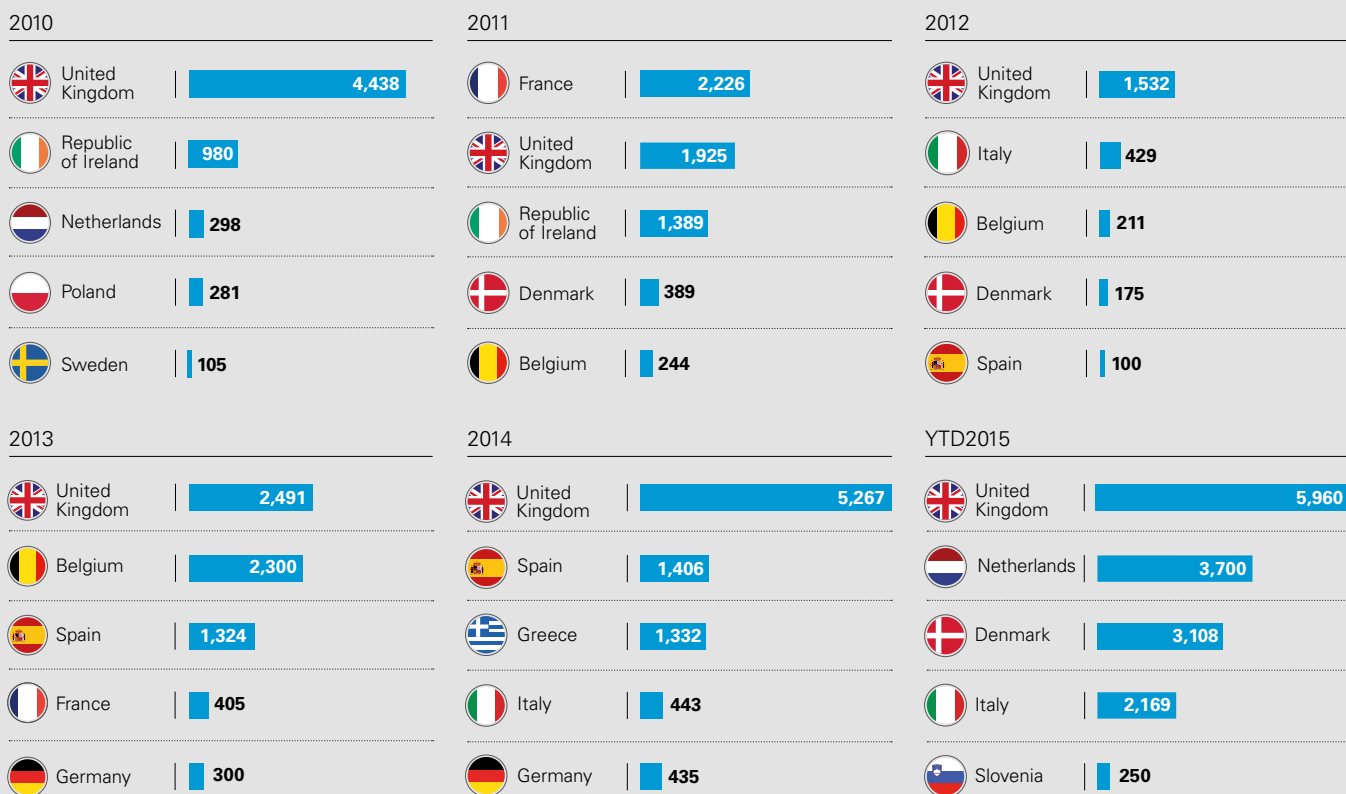 2010
United
Kingdom
4,438
Republic
of Ireland
980
Netherlands
298
Poland
281
Sweden
105
2011
France
2,226
United
Kingdom
1,925
Republic
of Ireland
1,389
Denmark
389
Belgium
244
2012
United
Kingdom
1,532
Italy
429
Belgium
211
Denmark
175
Spain
100
2013
United
Kingdom
2,491
Belgium
2,300
Spain
1,324
France
405
Germany
300
2014
United
Kingdom
5,267
Spain
1,406
Greece
1,332
Italy
443
Germany
435
YTD2015
United
Kingdom
5,960
Netherlands
3,700
Denmark
3,108
Italy
2,169
Slovenia
250